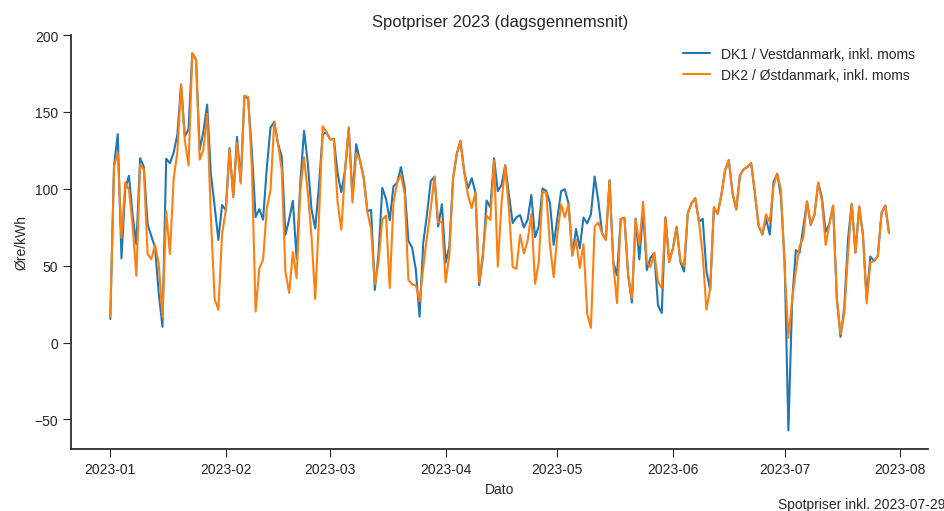 Spotpriser 2023 (dagsgennemsnit)
DK1 / Vestdanmark, inkl. moms
DK2 / Østdanmark, inkl. moms
Øre/kWh
200
150
100
50
0
−50
2023-01 2023-02 2023-03 2023-04 2023-05 2023-06 2023-07 2023-08
Dato
Spotpriser inkl. 2023-07-29